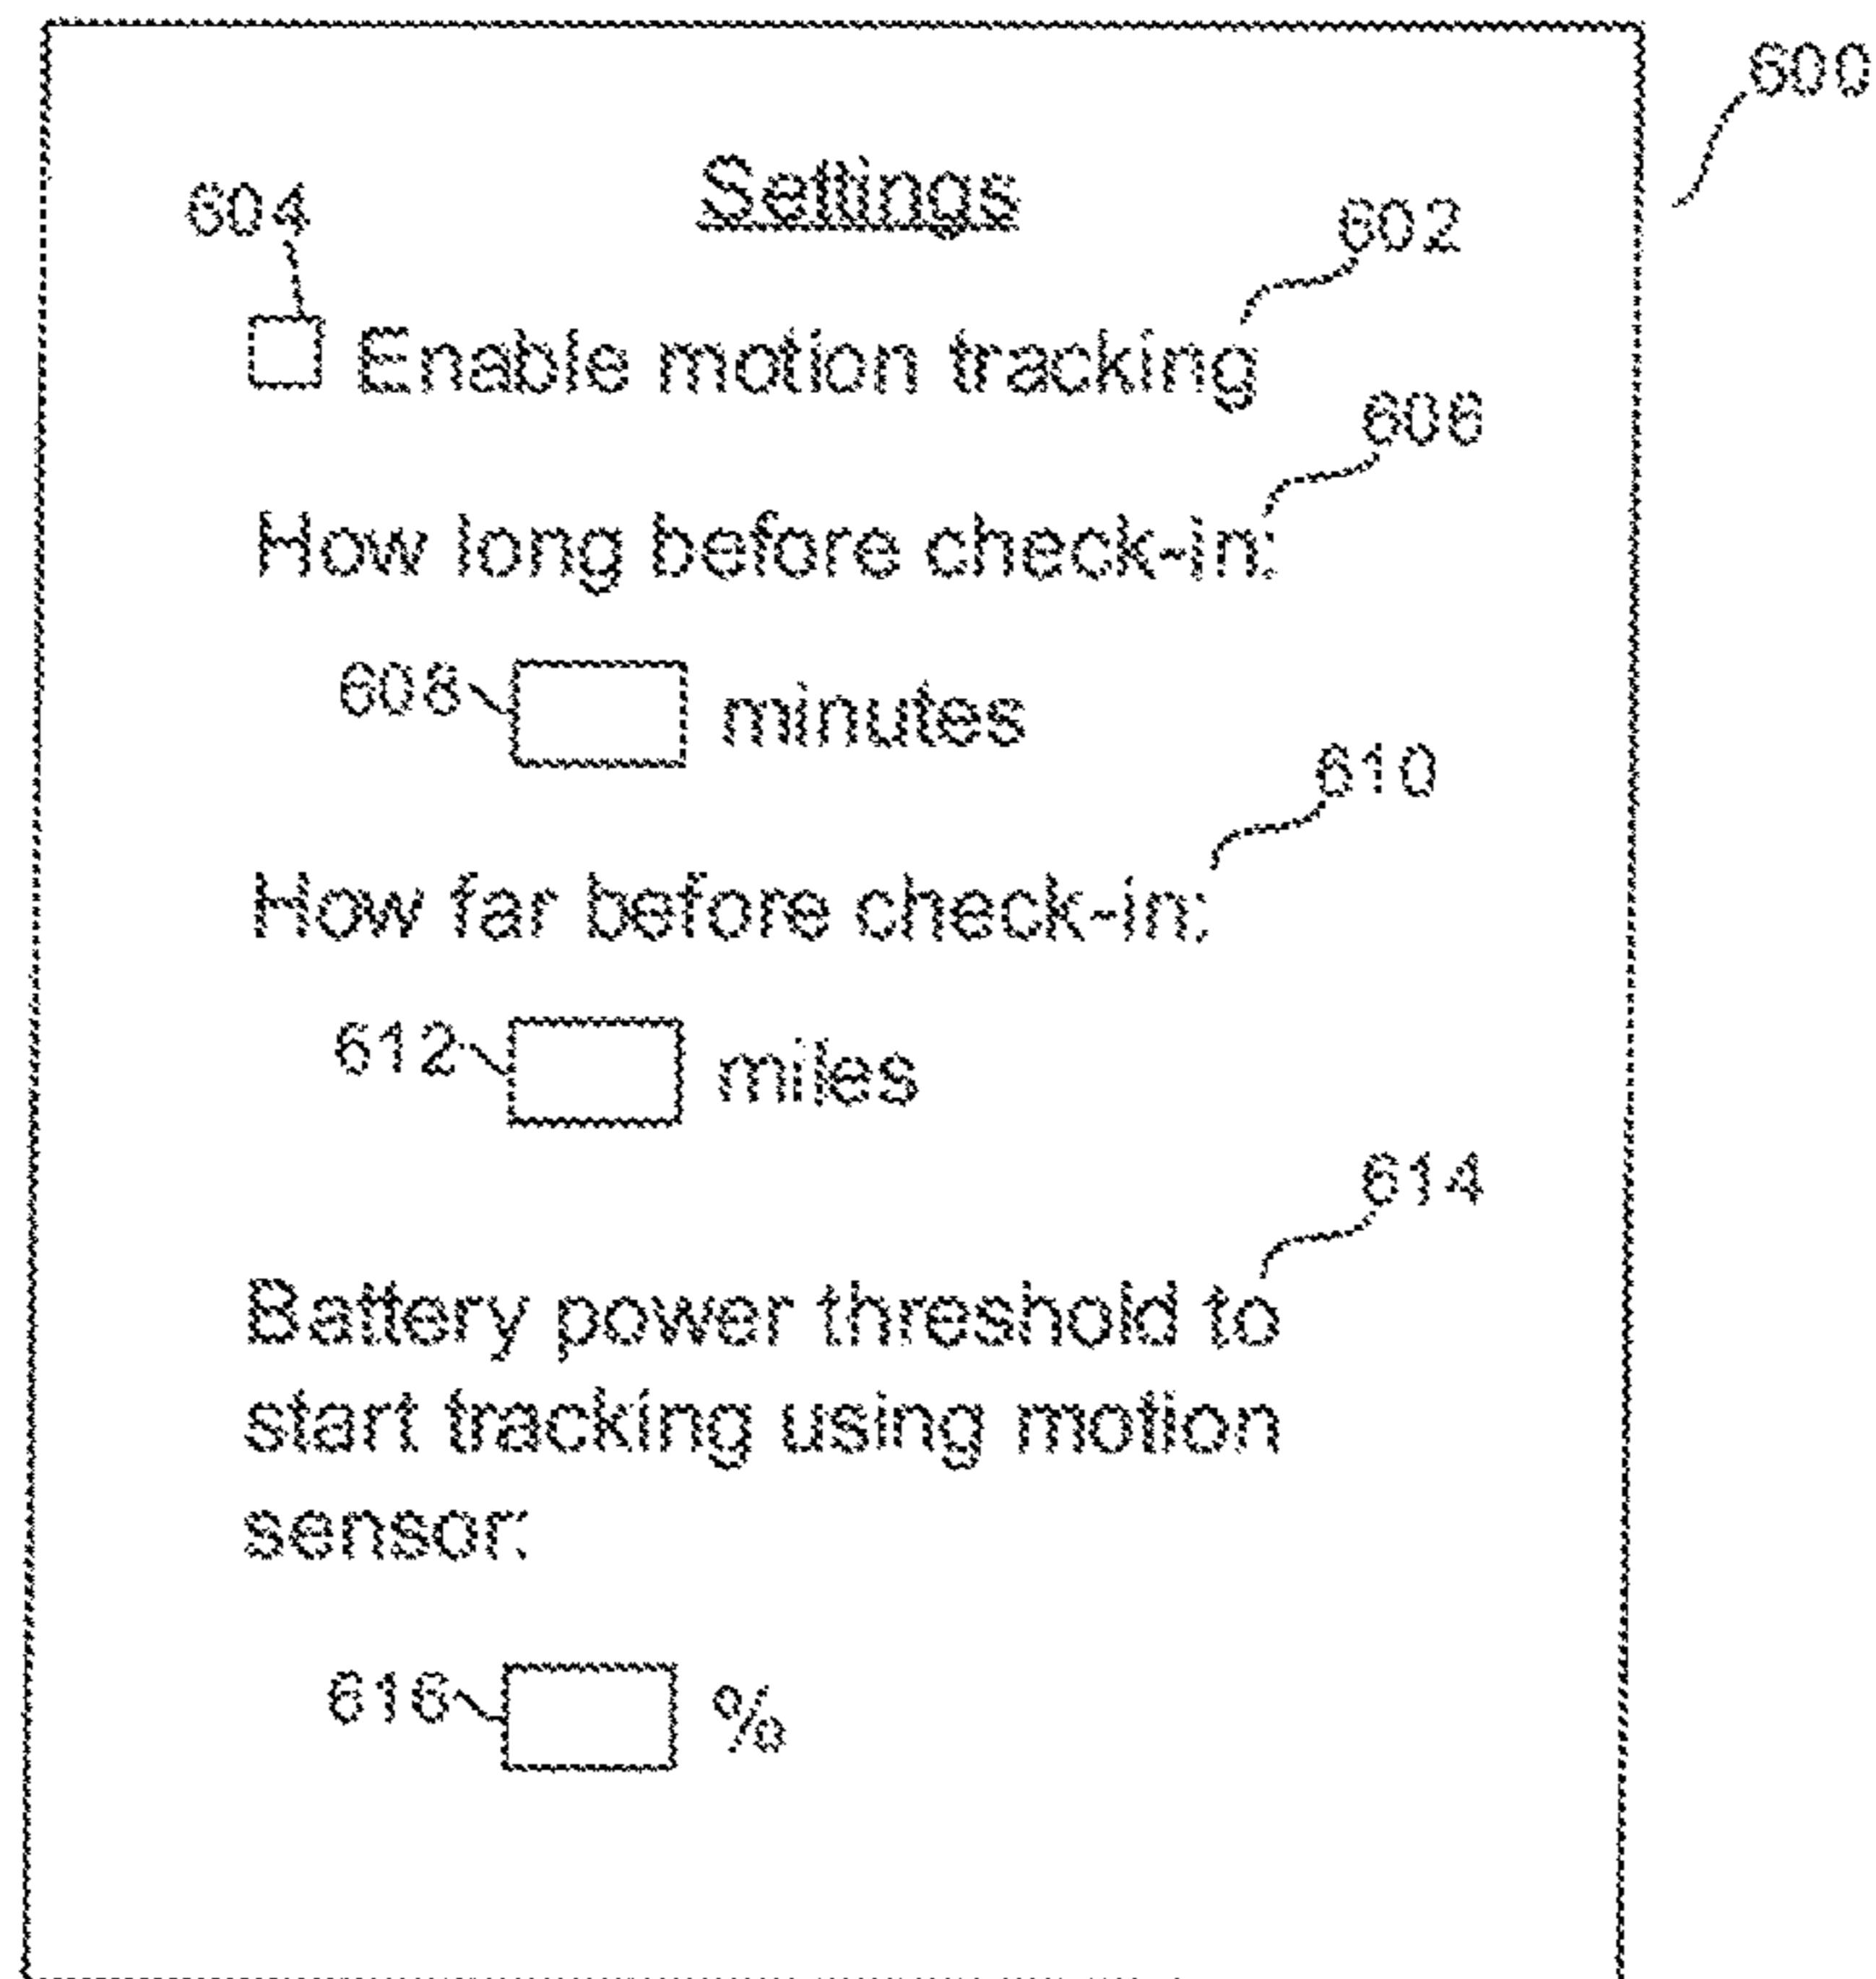 600
Settings
604
602
Enable motion tracking
606
How long before check-in:
608
minutes
610
How far before check-in:
612
miles
614
Battery power threshold to
start tracking using motion
sensor:
616
%